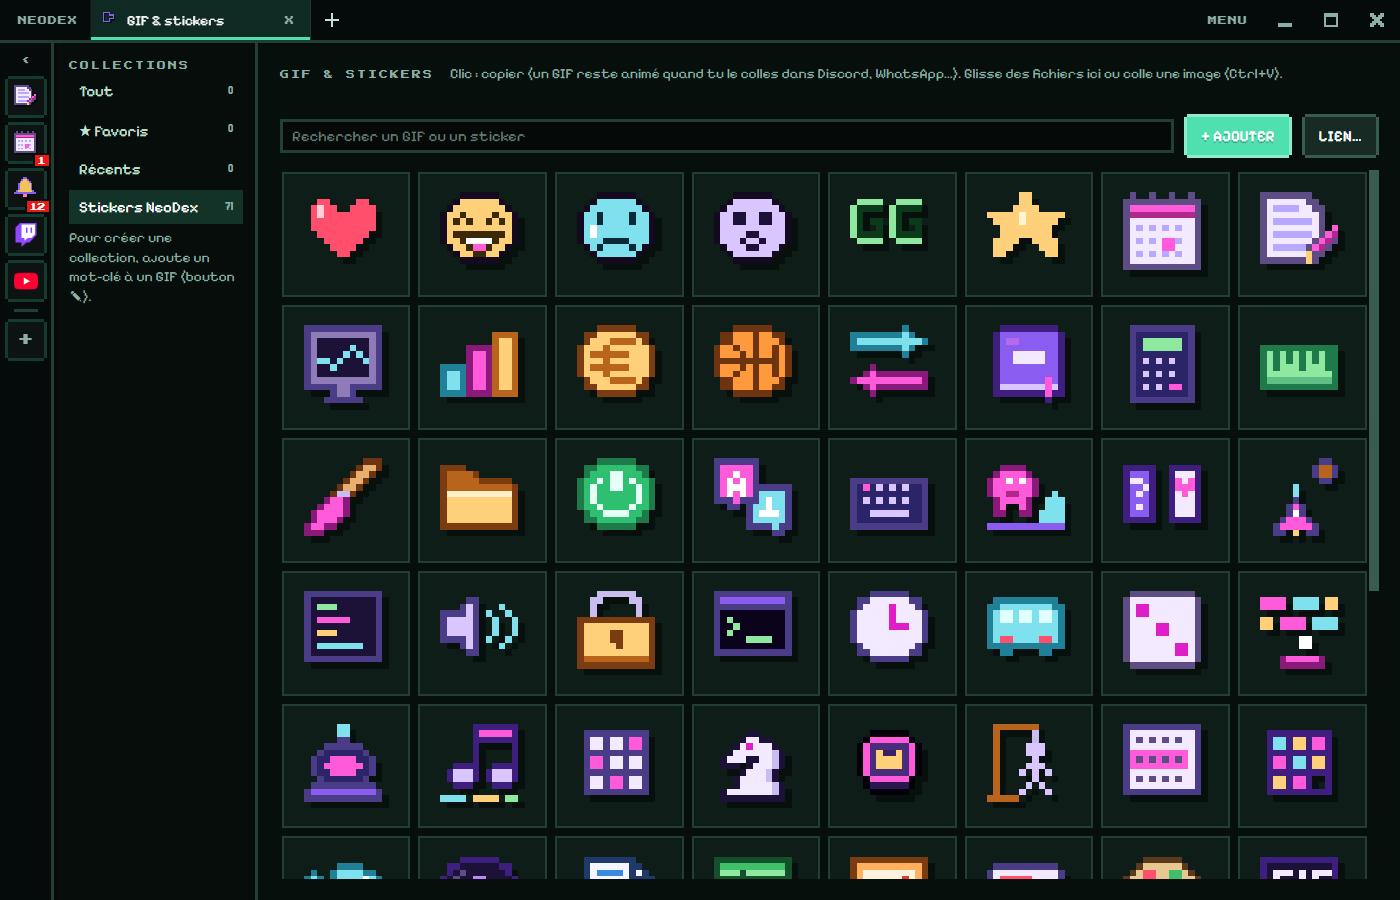 NEODEX
GIF & stickers
MENU
1
12
COLLECTIONS
Tout 0
★ Favoris 0
Récents 0
Stickers NeoDex 71
Pour créer une
collection, ajoute un
mot-clé à un GIF (bouton
✎).
GIF & STICKERS
Clic : copier (un GIF reste animé quand tu le colles dans Discord, WhatsApp…). Glisse des fichiers ici ou colle une image (Ctrl+V).
Rechercher un GIF ou un sticker
+ AJOUTER
LIEN…
GG